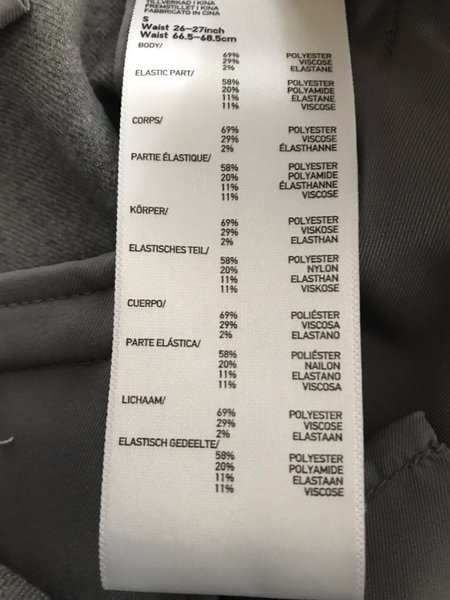 TILLVERKAD I KINA
FREMSTILLET I KINA
FABBRICATO IN CINA
S
Waist 26-27inch
Waist 66.5-68.5cm
BODY/
69% POLYESTER
29% VISCOSE
2% ELASTANE
ELASTIC PART/
58% POLYESTER
20% POLYAMIDE
11% ELASTANE
11% VISCOSE
CORPS/
69% POLYESTER
29% VISCOSE
2% ÉLASTHANNE
PARTIE ÉLASTIQUE/
58% POLYESTER
20% POLYAMIDE
11% ÉLASTHANNE
11% VISCOSE
KÖRPER/
69% POLYESTER
29% VISKOSE
2% ELASTHAN
ELASTISCHES TEIL/
58% POLYESTER
20% NYLON
11% ELASTHAN
11% VISKOSE
CUERPO/
69% POLIÉSTER
29% VISCOSA
2% ELASTANO
PARTE ELÁSTICA/
58% POLIÉSTER
20% NAILON
11% ELASTANO
11% VISCOSA
LICHAAM/
69% POLYESTER
29% VISCOSE
2% ELASTAAN
ELASTISCH GEDEELTE/
58% POLYESTER
20% POLYAMIDE
11% ELASTAAN
11% VISCOSE